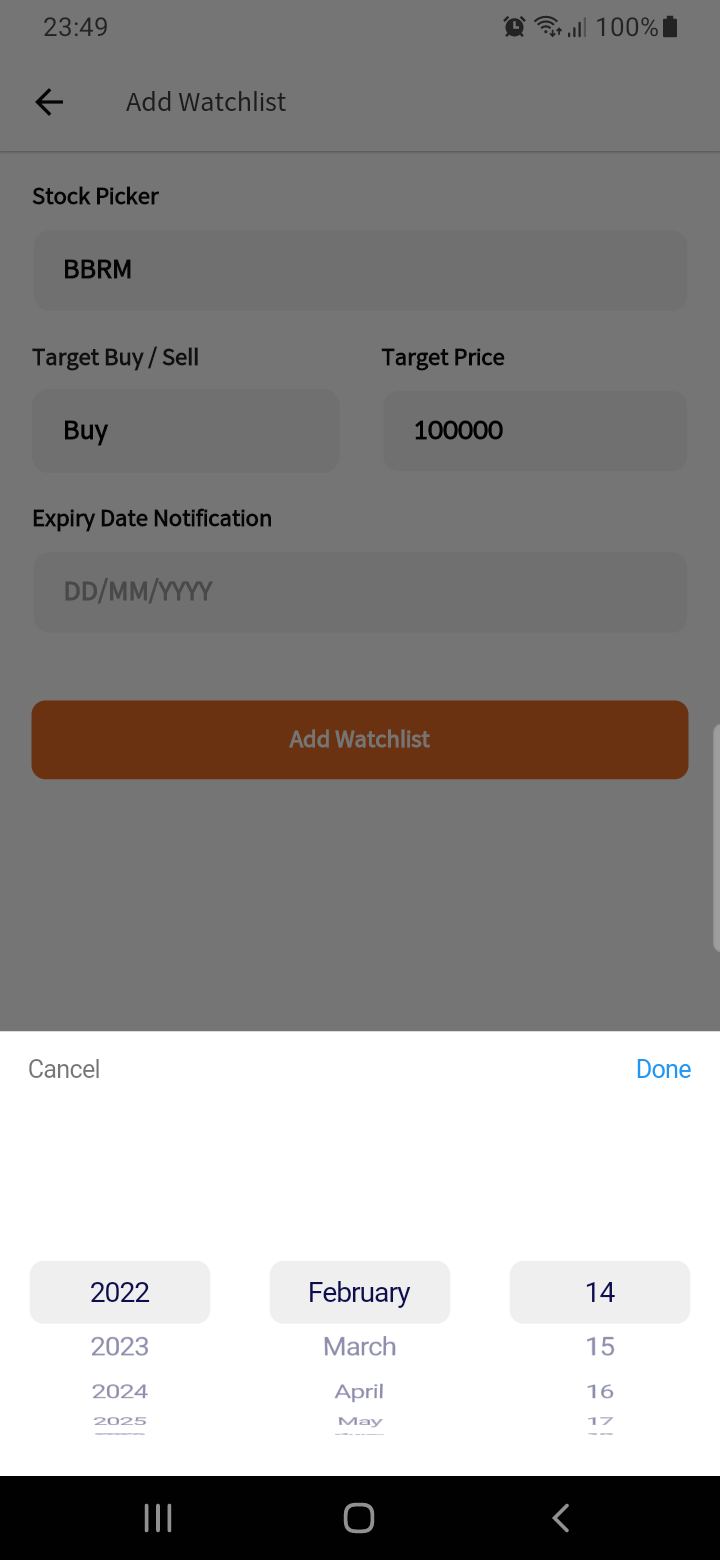 23:49 100%
Add Watchlist
Stock Picker
BBRM
Target Buy / Sell Target Price
Buy 100000
Expiry Date Notification
DD/MM/YYYY
Add Watchlist
Cancel Done
2022 February 14
2023 March 15
2024 April 16
2025 May 17